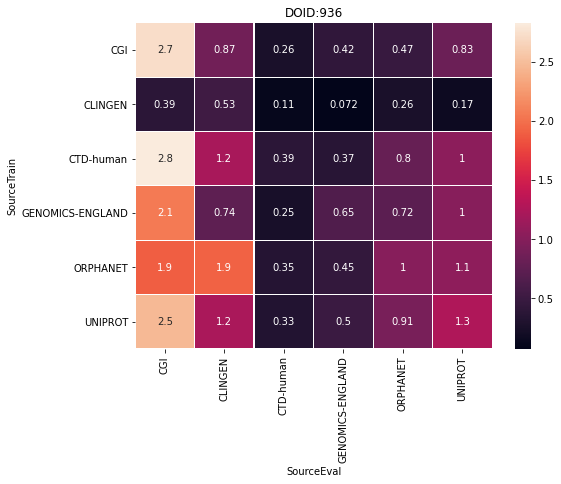 DOID:936
SourceTrain
CGI 2.7 0.87 0.26 0.42 0.47 0.83
CLINGEN 0.39 0.53 0.11 0.072 0.26 0.17
CTD-human 2.8 1.2 0.39 0.37 0.8 1
GENOMICS-ENGLAND 2.1 0.74 0.25 0.65 0.72 1
ORPHANET 1.9 1.9 0.35 0.45 1 1.1
UNIPROT 2.5 1.2 0.33 0.5 0.91 1.3
CGI CLINGEN CTD-human GENOMICS-ENGLAND ORPHANET UNIPROT
SourceEval
2.5
2.0
1.5
1.0
0.5